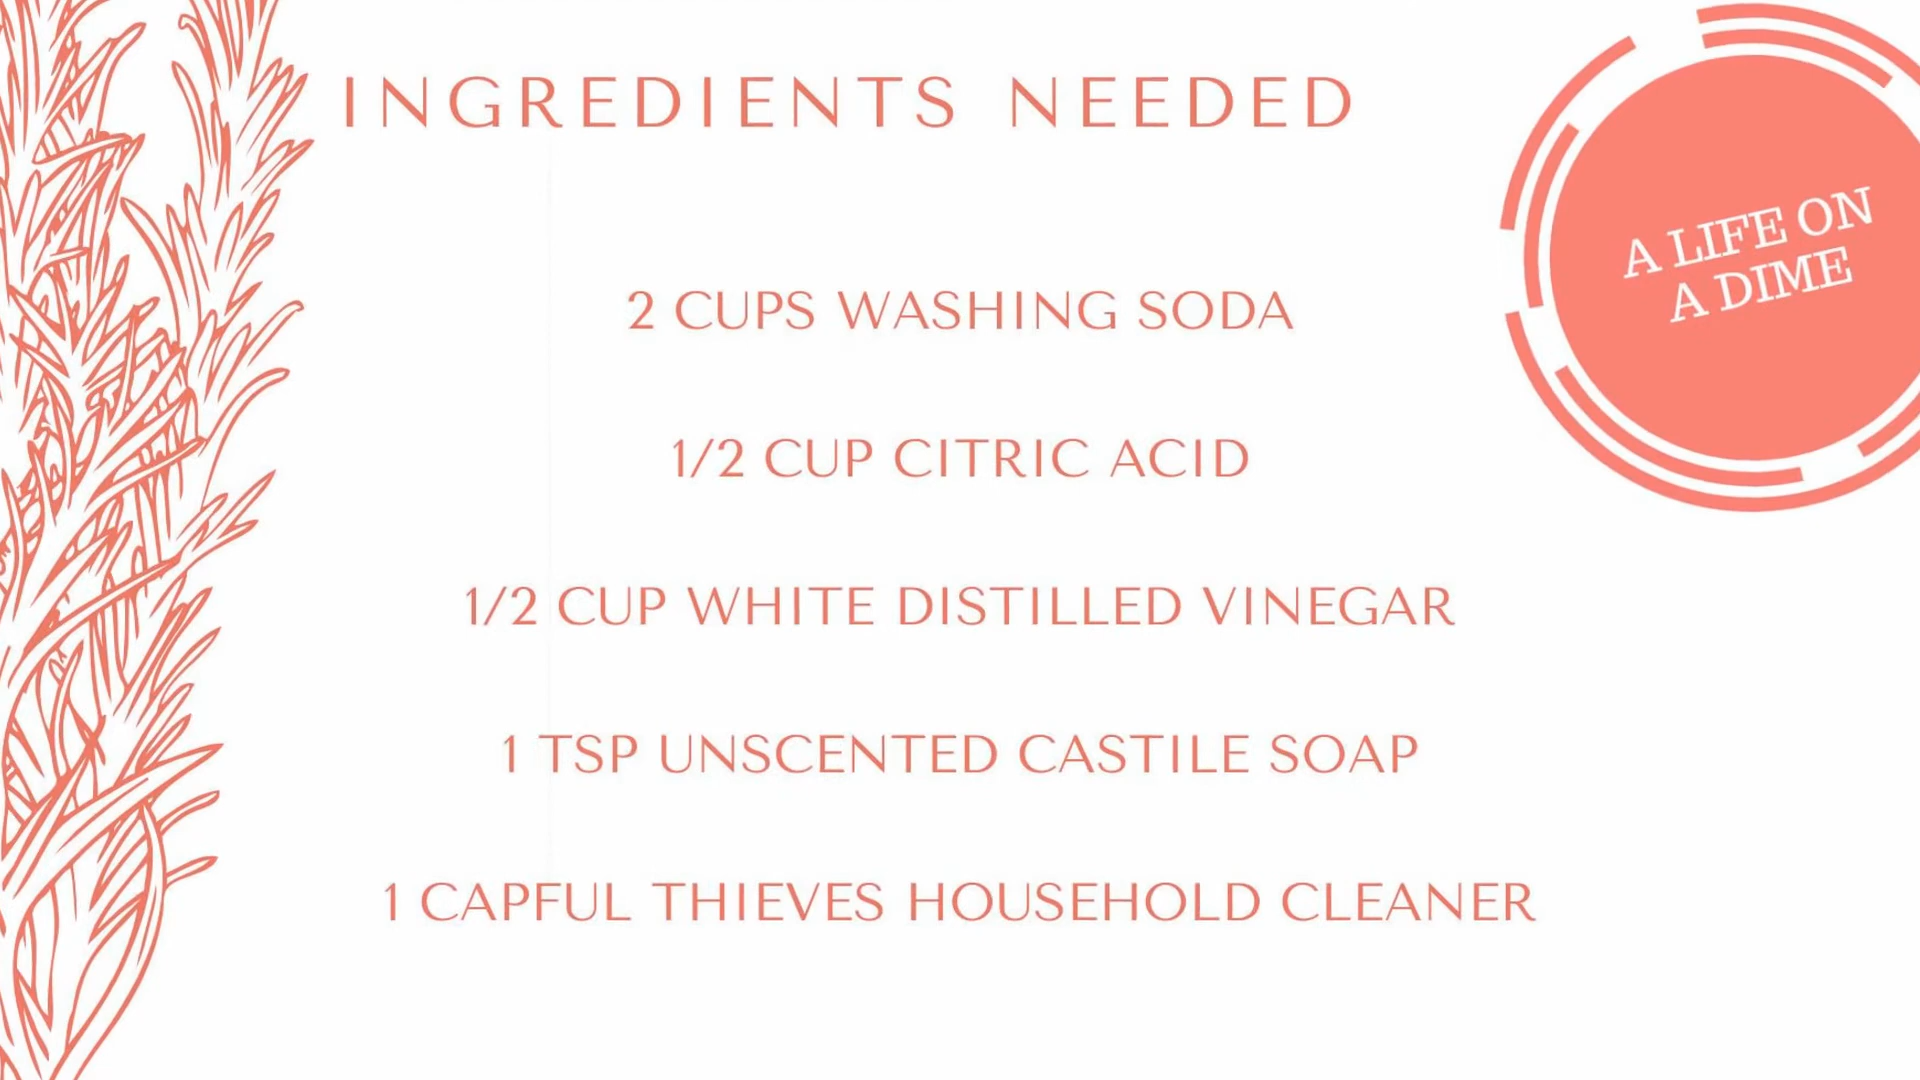 INGREDIENTS NEEDED
A LIFE ON
A DIME
2 CUPS WASHING SODA
1/2 CUP CITRIC ACID
1/2 CUP WHITE DISTILLED VINEGAR
1 TSP UNSCENTED CASTILE SOAP
1 CAPFUL THIEVES HOUSEHOLD CLEANER